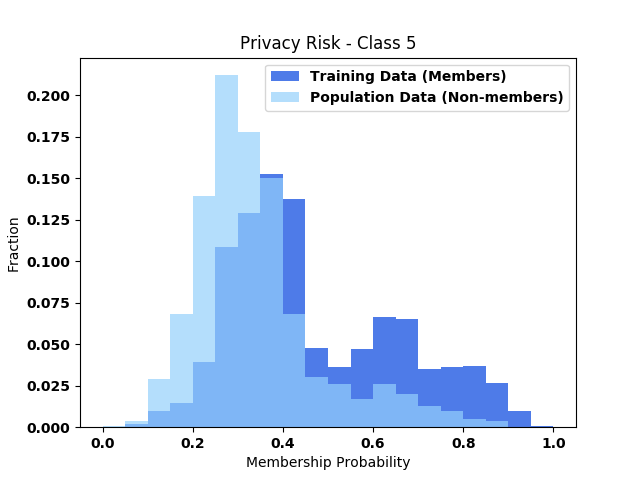 Privacy Risk - Class 5
Training Data (Members)
Population Data (Non-members)
Fraction
0.200
0.175
0.150
0.125
0.100
0.075
0.050
0.025
0.000
0.0 0.2 0.4 0.6 0.8 1.0
Membership Probability